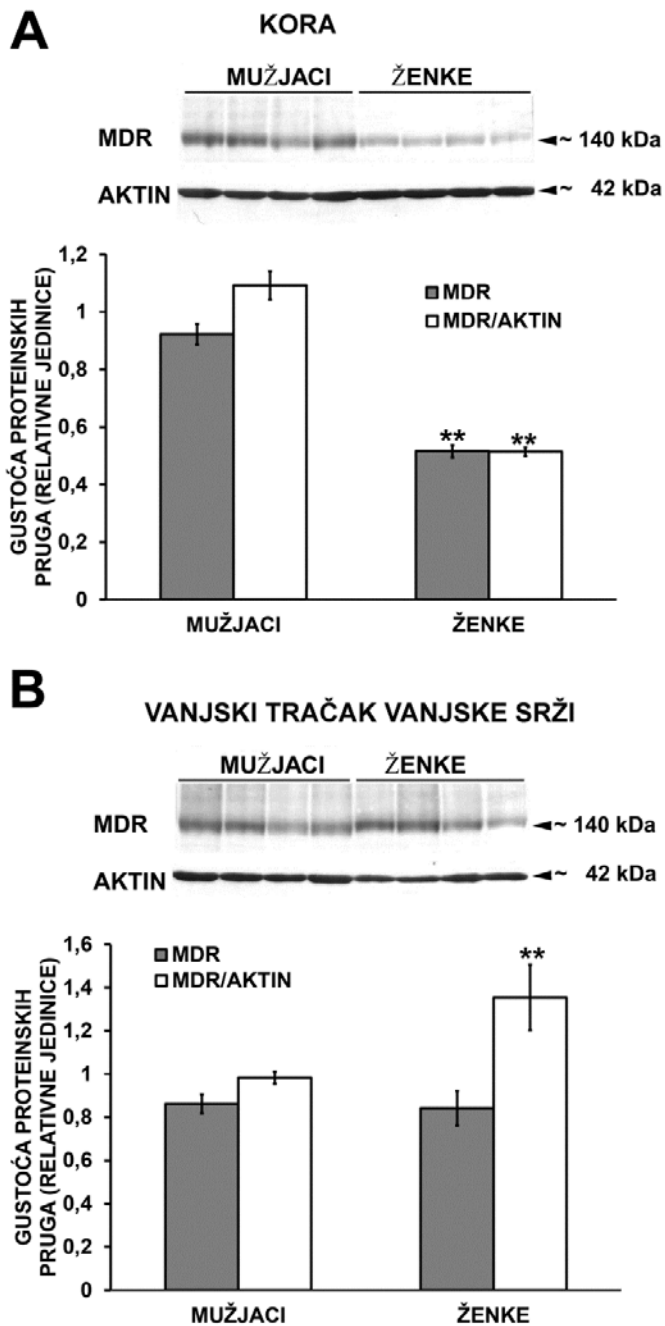 A
KORA
MUŽJACI ŽENKE
MDR ~ 140 kDa
AKTIN ~ 42 kDa
GUSTOĆA PROTEINSKIH
PRUGA (RELATIVNE JEDINICE)
1,2
1
0,8
0,6
0,4
0,2
0
MDR
MDR/AKTIN
** **
MUŽJACI ŽENKE
B
VANJSKI TRAČAK VANJSKE SRŽI
MUŽJACI ŽENKE
MDR ~ 140 kDa
AKTIN ~ 42 kDa
GUSTOĆA PROTEINSKIH
PRUGA (RELATIVNE JEDINICE)
1,6
1,4
1,2
1
0,8
0,6
0,4
0,2
0
MDR
MDR/AKTIN
**
MUŽJACI ŽENKE